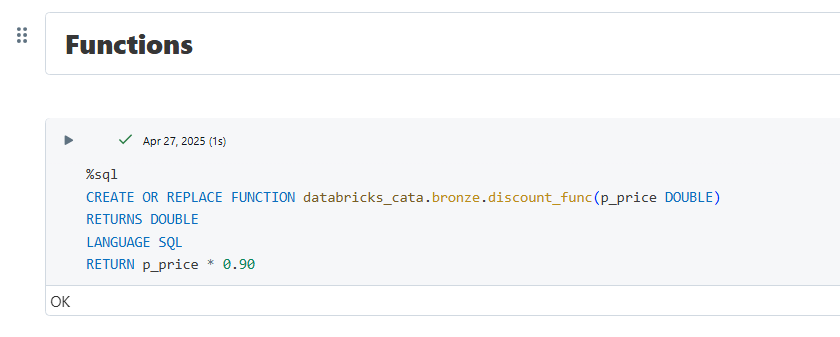 Functions
Apr 27, 2025 (1s)
%sql
CREATE OR REPLACE FUNCTION databricks_cata.bronze.discount_func(p_price DOUBLE)
RETURNS DOUBLE
LANGUAGE SQL
RETURN p_price * 0.90
OK